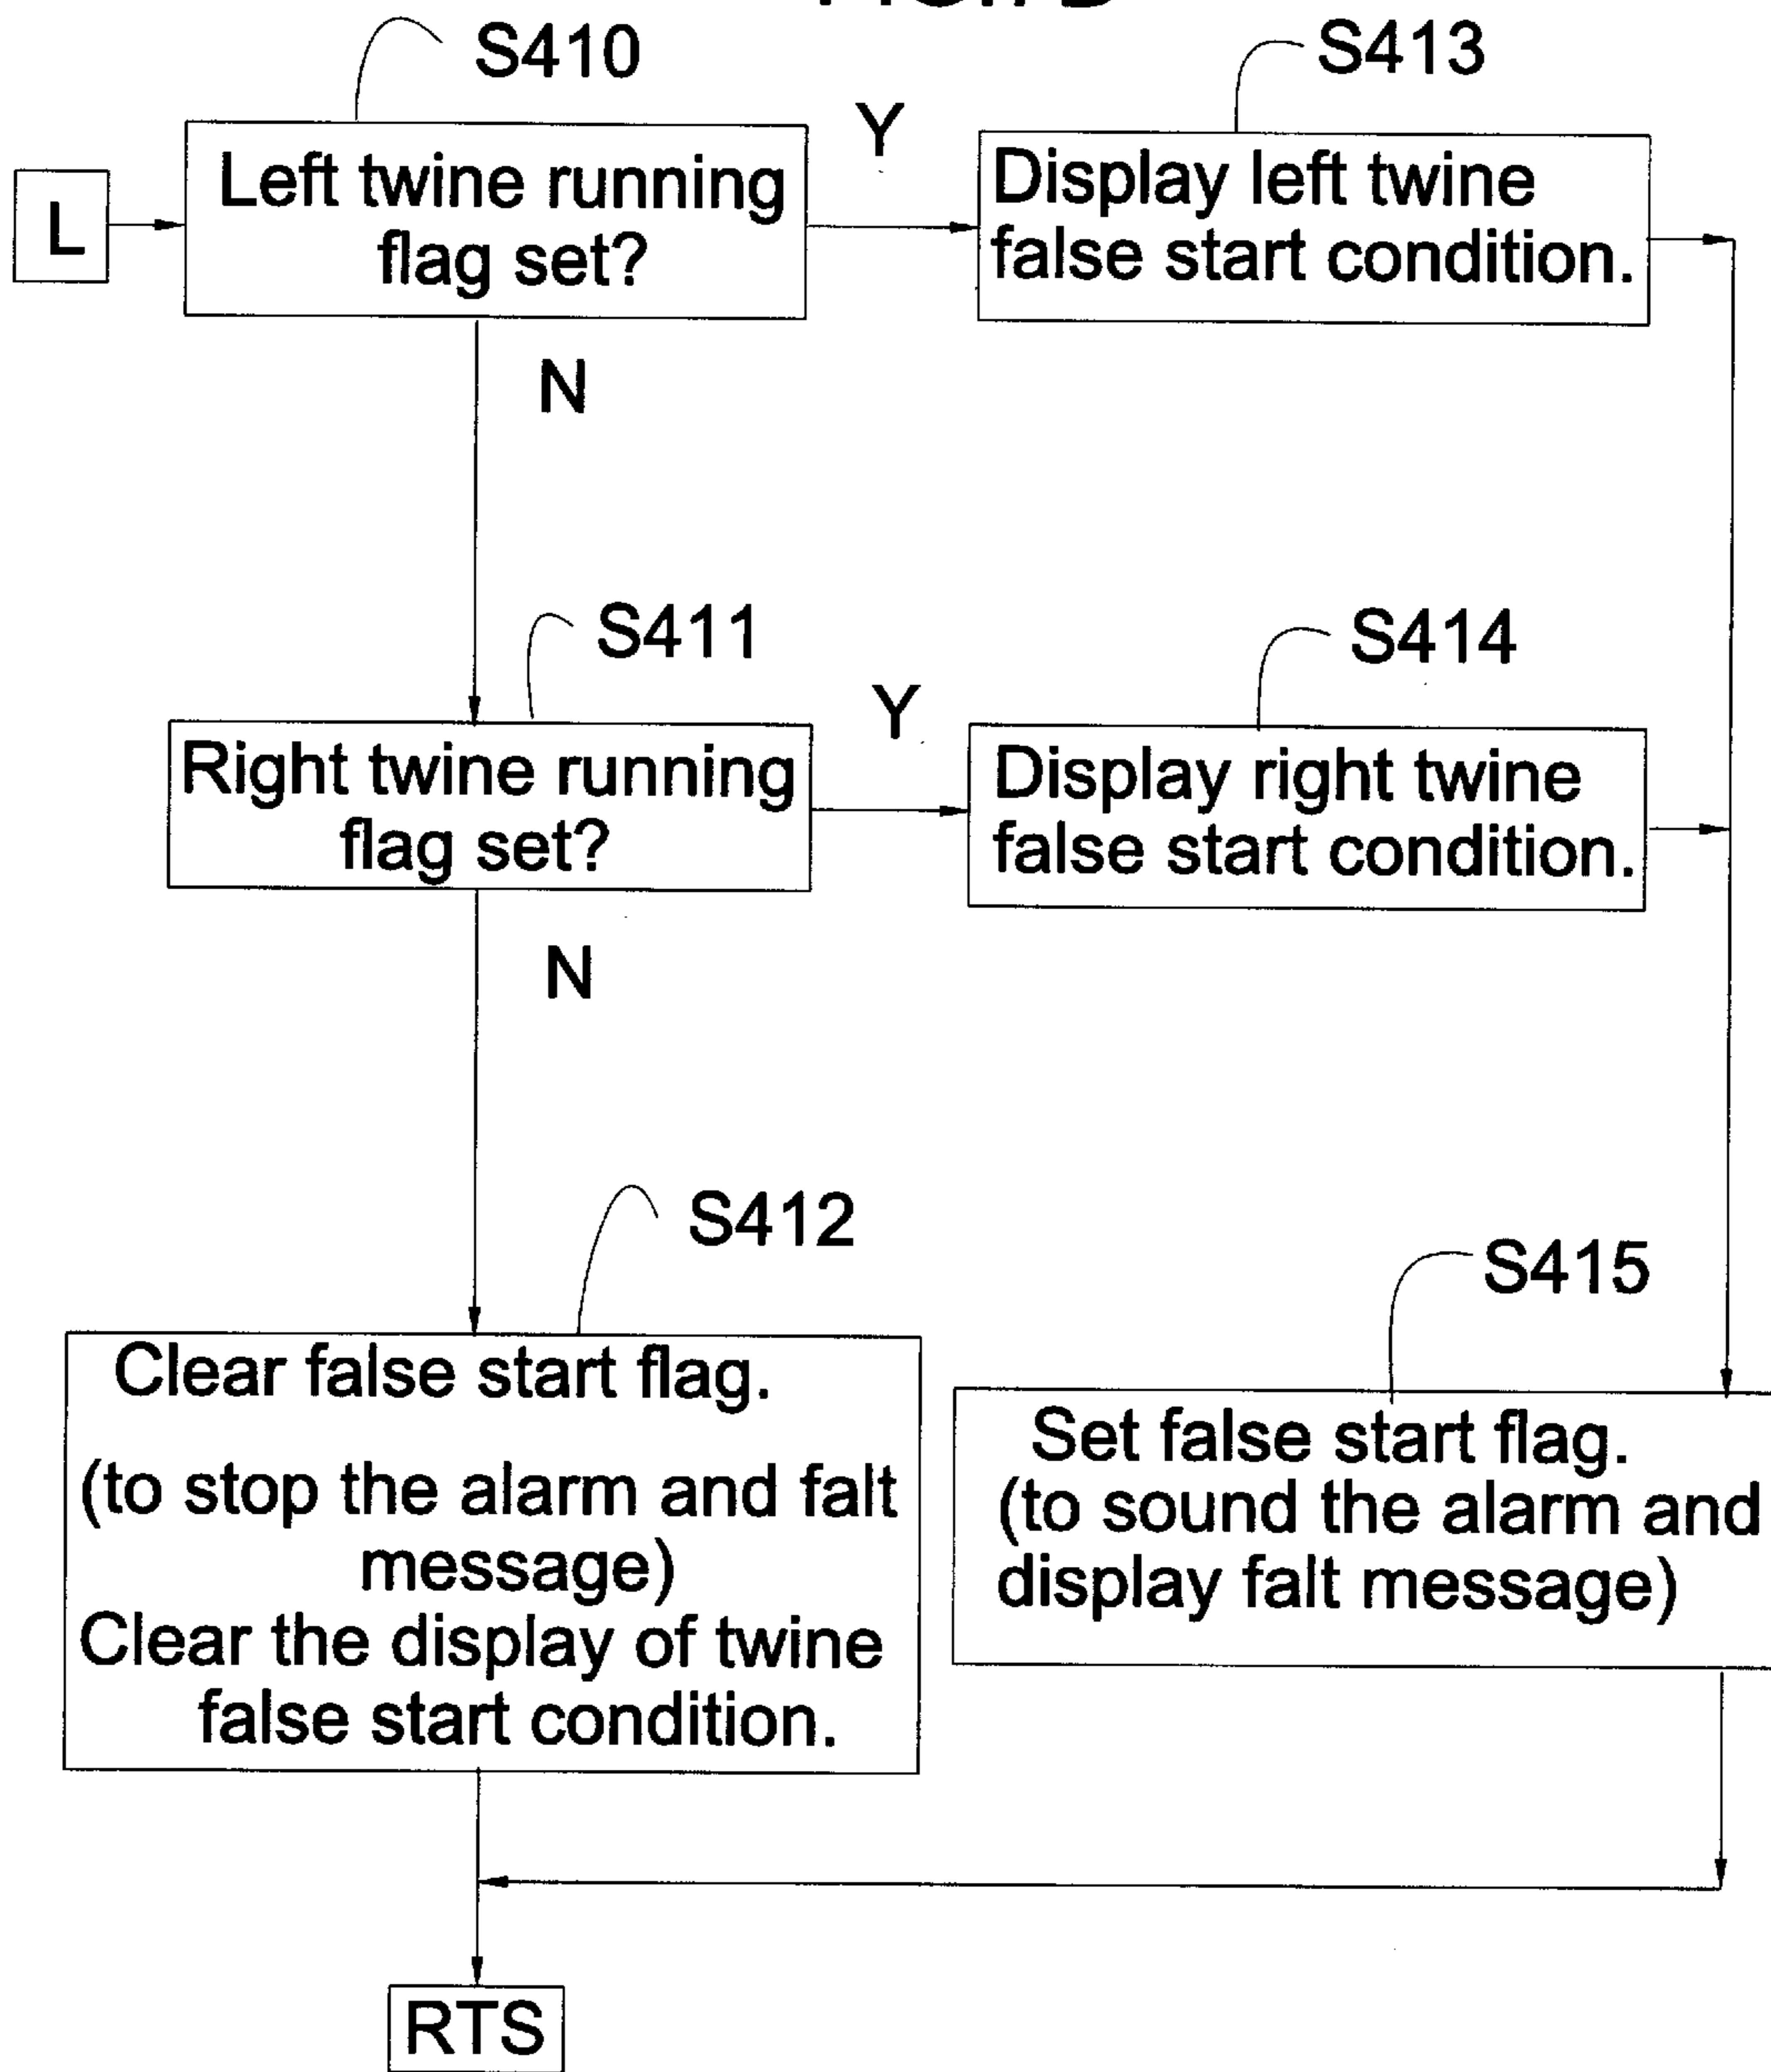 S410
S413
Y
L
Left twine running
flag set?
Display left twine
false start condition.
N
S411
S414
Y
Right twine running
flag set?
Display right twine
false start condition.
N
S412
S415
Clear false start flag.
(to stop the alarm and falt
message)
Clear the display of twine
false start condition.
Set false start flag.
(to sound the alarm and
display falt message)
RTS